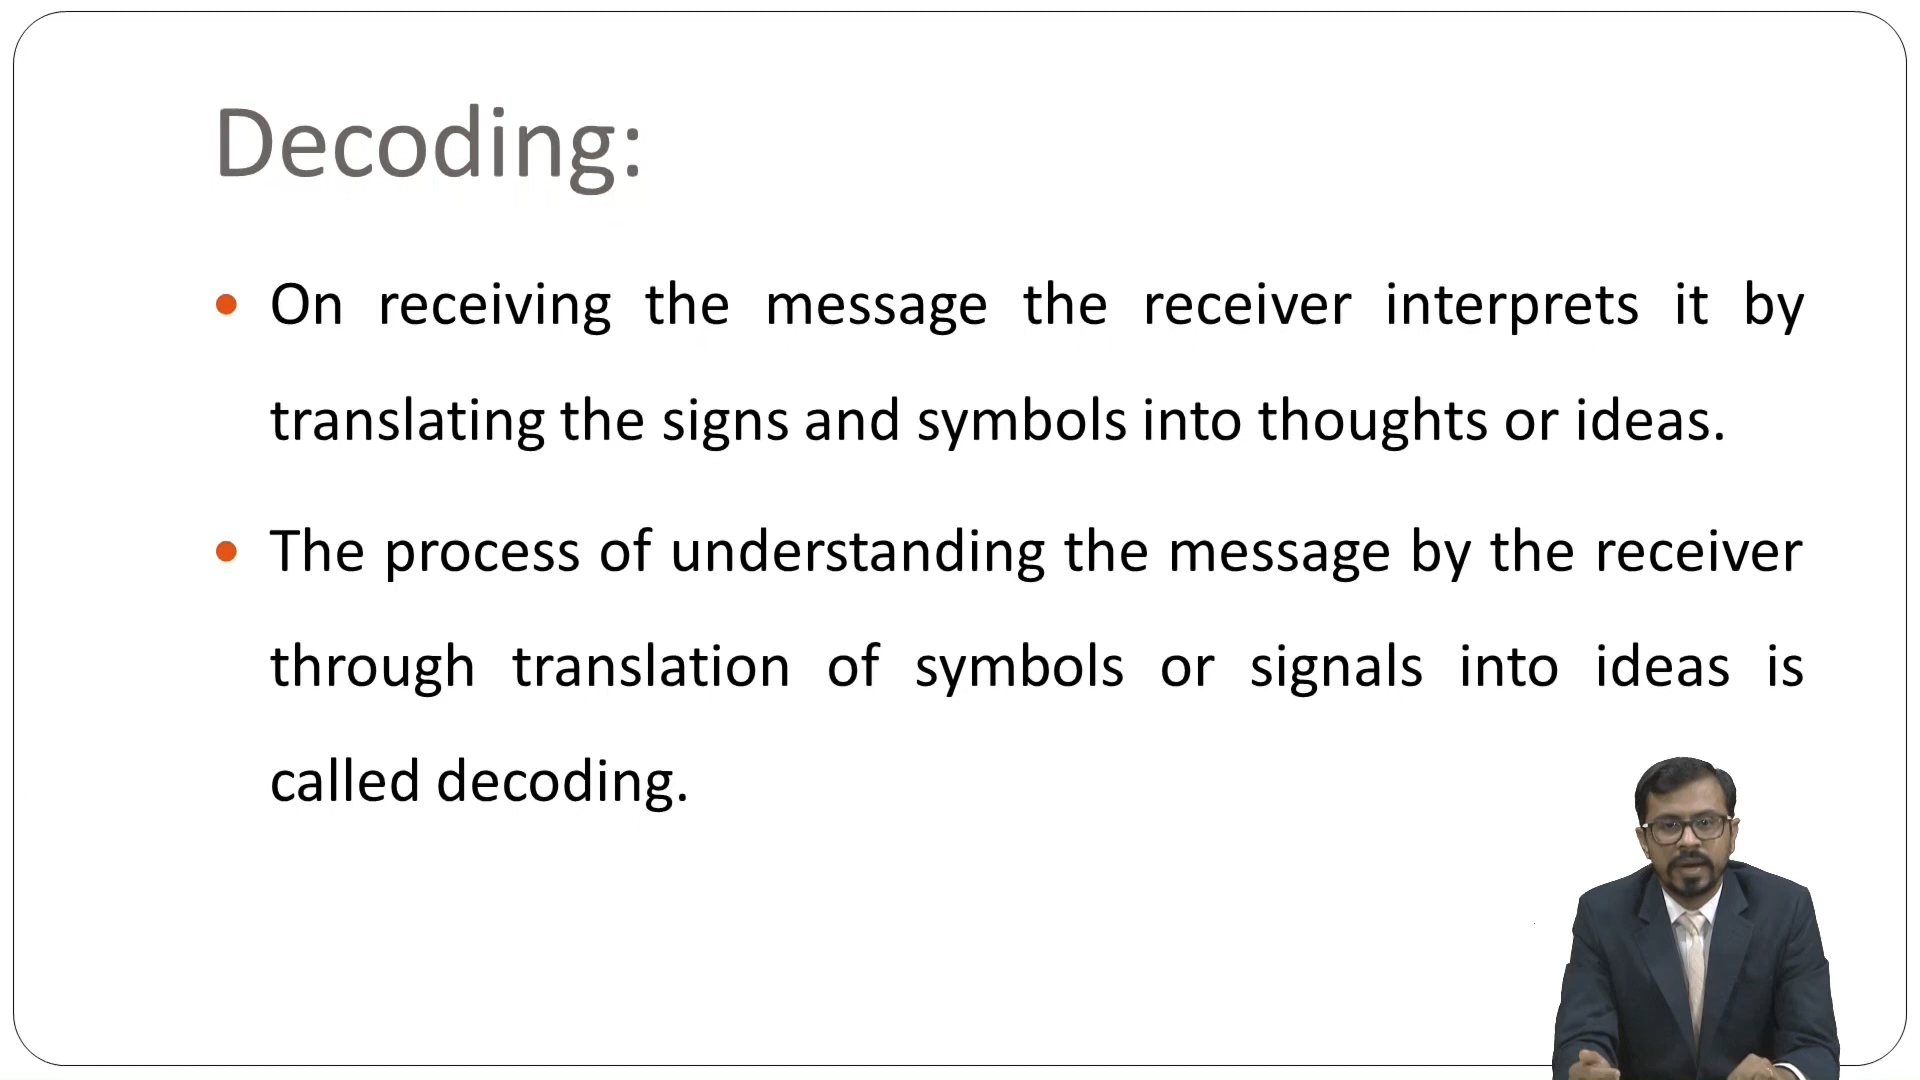 Decoding:
• On receiving the message the receiver interprets it by
translating the signs and symbols into thoughts or ideas.
• The process of understanding the message by the receiver
through translation of symbols or signals into ideas is
called decoding.